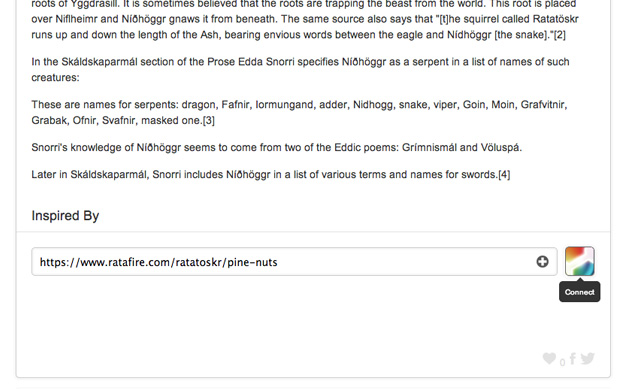 roots of Yggdrasill. It is sometimes believed that the roots are trapping the beast from the world. This root is placed
over Niflheimr and Níðhöggr gnaws it from beneath. The same source also says that "[t]he squirrel called Ratatöskr
runs up and down the length of the Ash, bearing envious words between the eagle and Nídhöggr [the snake]."[2]
In the Skáldskaparmál section of the Prose Edda Snorri specifies Níðhöggr as a serpent in a list of names of such
creatures:
These are names for serpents: dragon, Fafnir, Iormungand, adder, Nidhogg, snake, viper, Goin, Moin, Grafvitnir,
Grabak, Ofnir, Svafnir, masked one.[3]
Snorri's knowledge of Níðhöggr seems to come from two of the Eddic poems: Grímnismál and Völuspá.
Later in Skáldskaparmál, Snorri includes Níðhöggr in a list of various terms and names for swords.[4]
Inspired By
https://www.ratafire.com/ratatoskr/pine-nuts
Connect
0